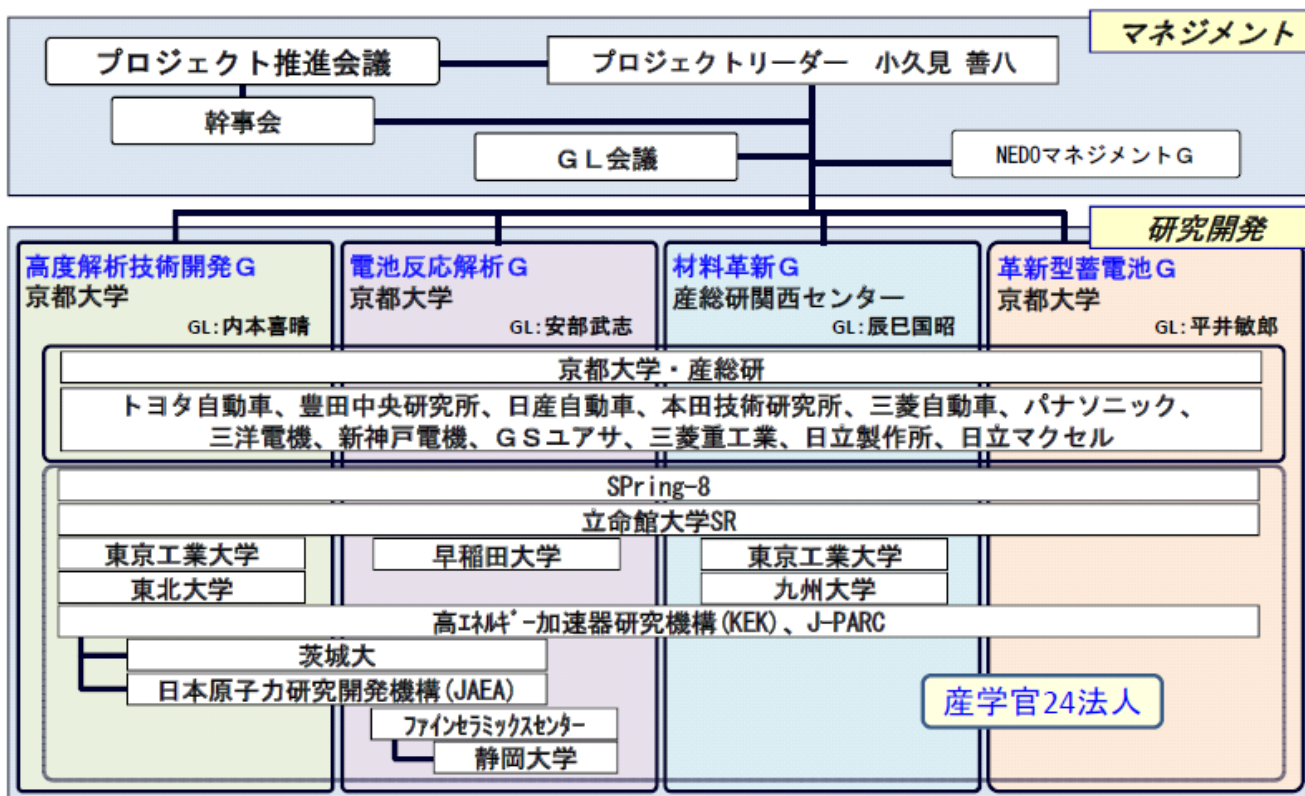 マネジメント
プロジェクト推進会議
プロジェクトリーダー　小久見 善八
幹事会
ＧＬ会議
NEDOマネジメントＧ
研究開発
高度解析技術開発Ｇ
京都大学
GL:内本喜晴
電池反応解析Ｇ
京都大学
GL:安部武志
材料革新Ｇ
産総研関西センター
GL:辰巳国昭
革新型蓄電池Ｇ
京都大学
GL:平井敏郎
京都大学・産総研
トヨタ自動車、豊田中央研究所、日産自動車、本田技術研究所、三菱自動車、パナソニック、
三洋電機、新神戸電機、ＧＳユアサ、三菱重工業、日立製作所、日立マクセル
SPring-8
立命館大学SR
東京工業大学
早稲田大学
東京工業大学
東北大学
九州大学
高ｴﾈﾙｷﾞｰ加速器研究機構(KEK)、J-PARC
茨城大
日本原子力研究開発機構(JAEA)
ﾌｧｲﾝｾﾗﾐｯｸｽｾﾝﾀｰ
静岡大学
産学官24法人